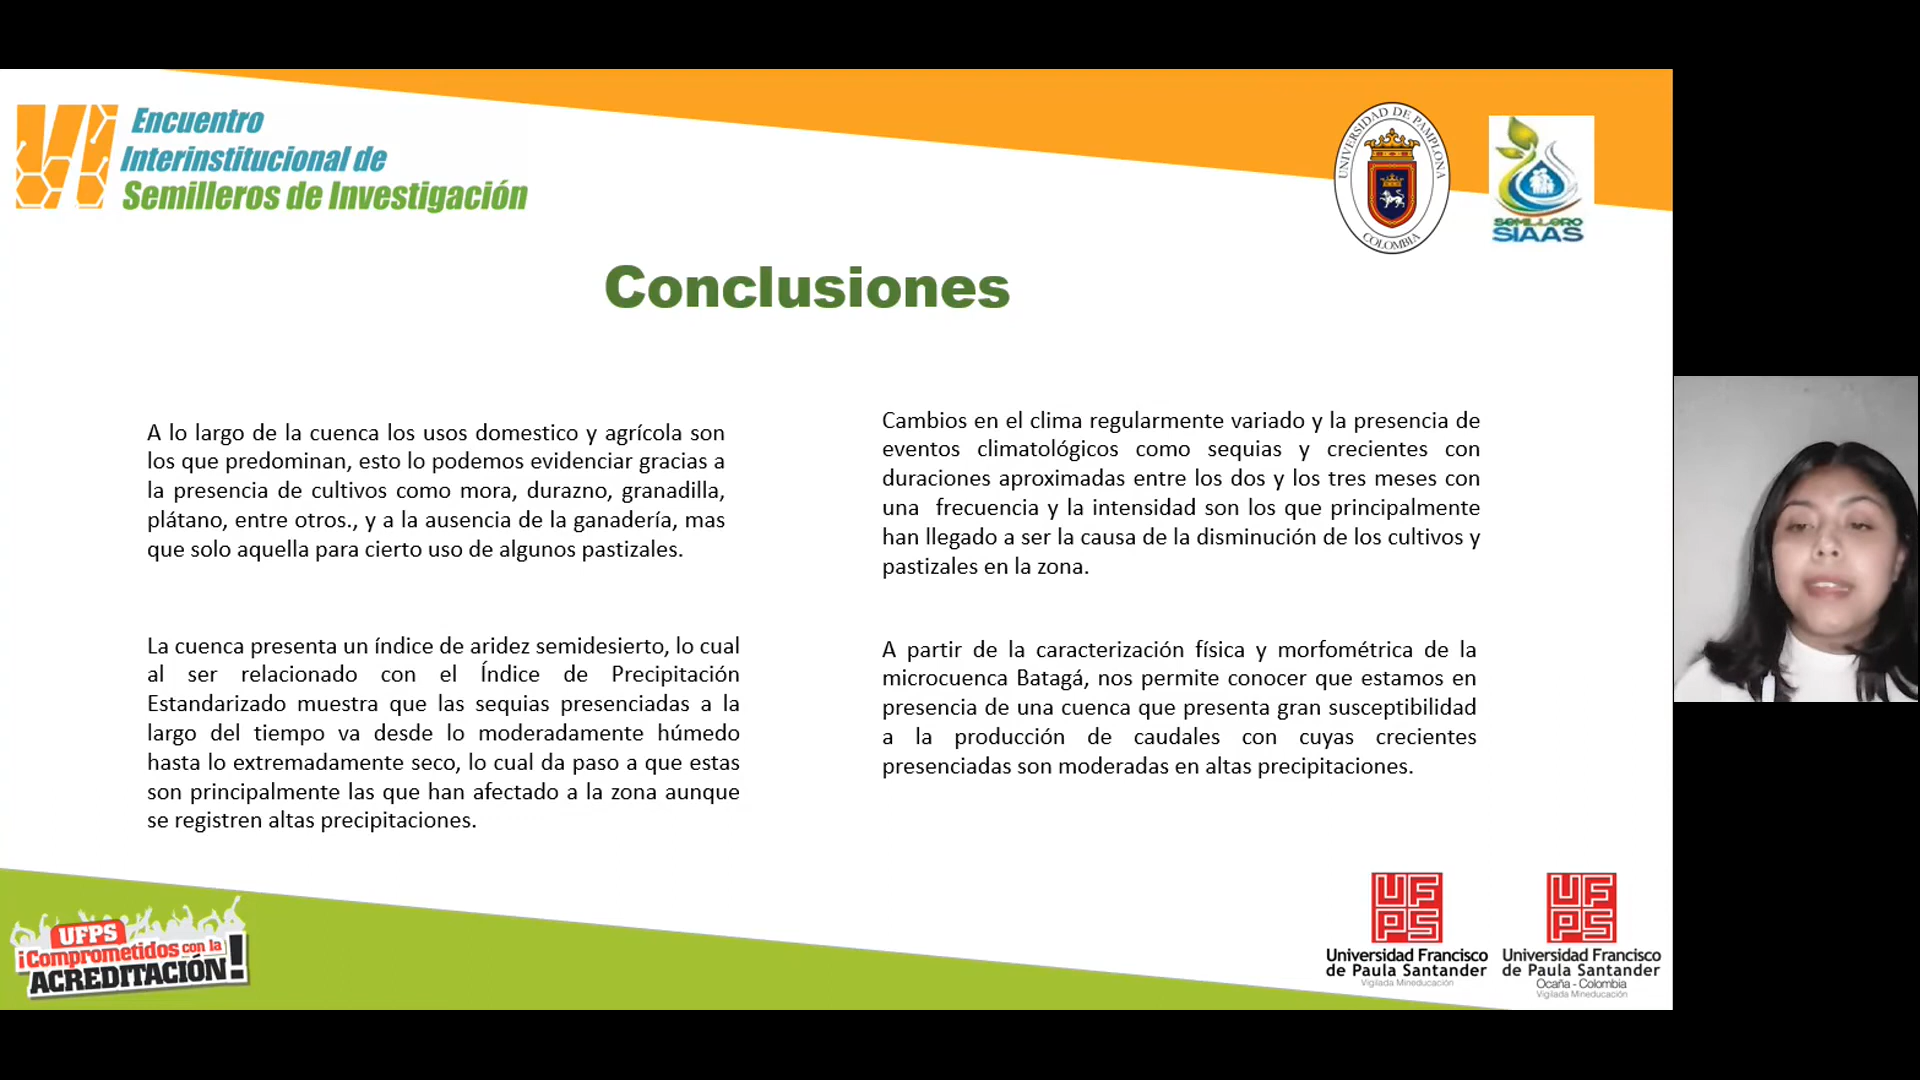 Encuentro
Interinstitucional de
Semilleros de Investigación
UNIVERSIDAD DE PAMPLONA
COLOMBIA
SEMILLERO
SIAAS
Conclusiones
A lo largo de la cuenca los usos domestico y agrícola son
los que predominan, esto lo podemos evidenciar gracias a
la presencia de cultivos como mora, durazno, granadilla,
plátano, entre otros., y a la ausencia de la ganadería, mas
que solo aquella para cierto uso de algunos pastizales.
La cuenca presenta un índice de aridez semidesierto, lo cual
al ser relacionado con el Índice de Precipitación
Estandarizado muestra que las sequias presenciadas a la
largo del tiempo va desde lo moderadamente húmedo
hasta lo extremadamente seco, lo cual da paso a que estas
son principalmente las que han afectado a la zona aunque
se registren altas precipitaciones.
Cambios en el clima regularmente variado y la presencia de
eventos climatológicos como sequias y crecientes con
duraciones aproximadas entre los dos y los tres meses con
una frecuencia y la intensidad son los que principalmente
han llegado a ser la causa de la disminución de los cultivos y
pastizales en la zona.
A partir de la caracterización física y morfométrica de la
microcuenca Batagá, nos permite conocer que estamos en
presencia de una cuenca que presenta gran susceptibilidad
a la producción de caudales con cuyas crecientes
presenciadas son moderadas en altas precipitaciones.
UFPS
¡Comprometidos con la
ACREDITACIÓN!
UFPS
Universidad Francisco
de Paula Santander
Vigilada Mineducación
UFPS
Universidad Francisco
de Paula Santander
Ocaña - Colombia
Vigilada Mineducación